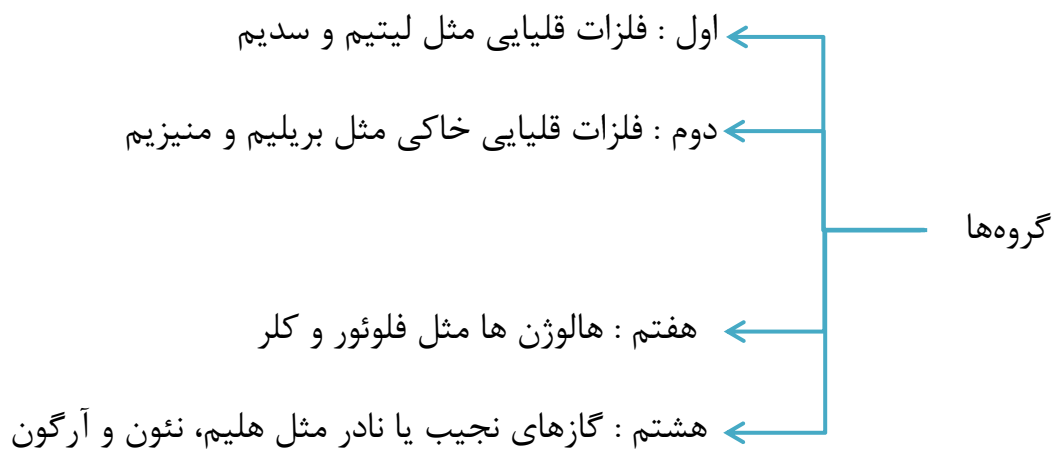 اول : فلزات قلیایی مثل لیتیم و سدیم
دوم : فلزات قلیایی خاکی مثل بریلیم و منیزیم
گروه‌ها
هفتم : هالوژن ها مثل فلوئور و کلر
هشتم : گازهای نجیب یا نادر مثل هلیم، نئون و آرگون